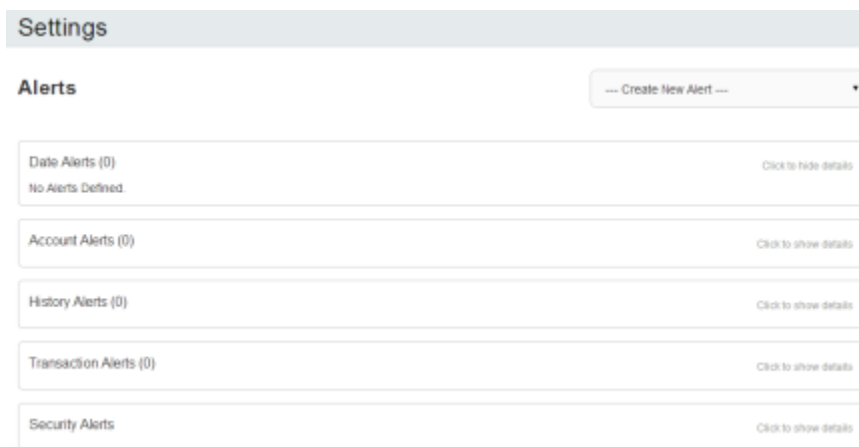 Settings
Alerts
--- Create New Alert ---
Date Alerts (0)
Click to hide details
No Alerts Defined.
Account Alerts (0)
Click to show details
History Alerts (0)
Click to show details
Transaction Alerts (0)
Click to show details
Security Alerts
Click to show details